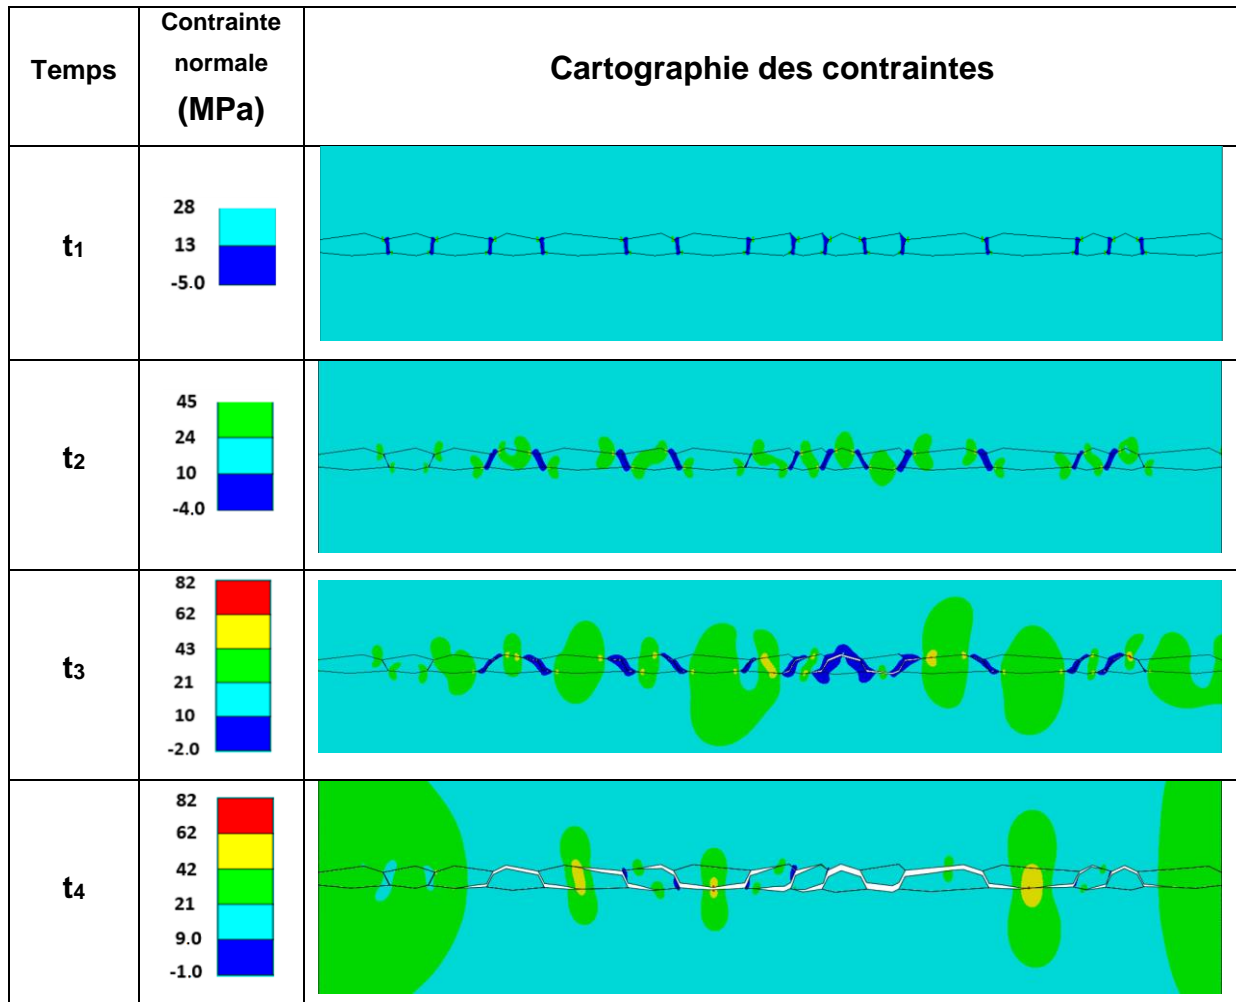 Temps
Contrainte
normale
(MPa)
Cartographie des contraintes
t1
28
13
-5.0
t2
45
24
10
-4.0
t3
82
62
43
21
10
-2.0
t4
82
62
42
21
9.0
-1.0